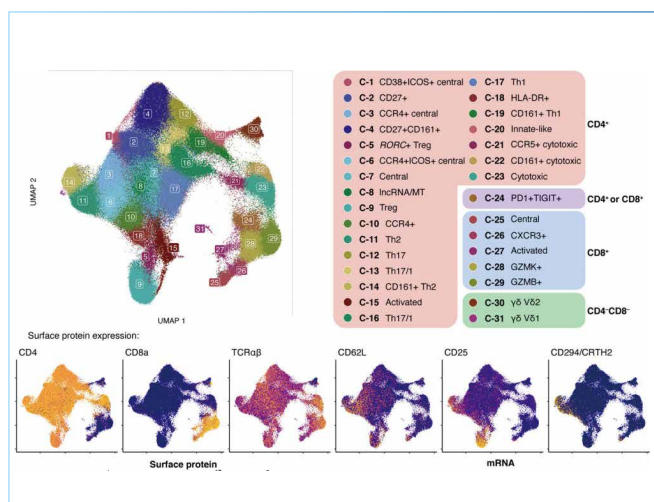 4
12
30
1
2
20
19
13
16
3
7
21
22
14
8
17
23
11
6
10
24
18
S1
15
27
28
29
5
26
9
25
UMAP 2
UMAP 1
C-1 CD38+ICOS+ central
C-2 CD27+
C-3 CCR4+ central
C-4 CD27+CD161+
C-5 RORC+ Treg
C-6 CCR4+ICOS+ central
C-7 Central
C-8 lncRNA/MT
C-9 Treg
C-10 CCR4+
C-11 Th2
C-12 Th17
C-13 Th17/1
C-14 CD161+ Th2
C-15 Activated
C-16 Th17/1
C-17 Th1
C-18 HLA-DR+
C-19 CD161+ Th1
C-20 Innate-like
C-21 CCR5+ cytotoxic
C-22 CD161+ cytotoxic
C-23 Cytotoxic
CD4⁺
C-24 PD1+TIGIT+
CD4⁺ or CD8⁺
C-25 Central
C-26 CXCR3+
C-27 Activated
C-28 GZMK+
C-29 GZMB+
CD8⁺
C-30 γδ Vδ2
C-31 γδ Vδ1
CD4⁻CD8⁻
Surface protein expression:
CD4
CD8a
TCRαβ
CD62L
CD25
CD294/CRTH2
Surface protein
mRNA